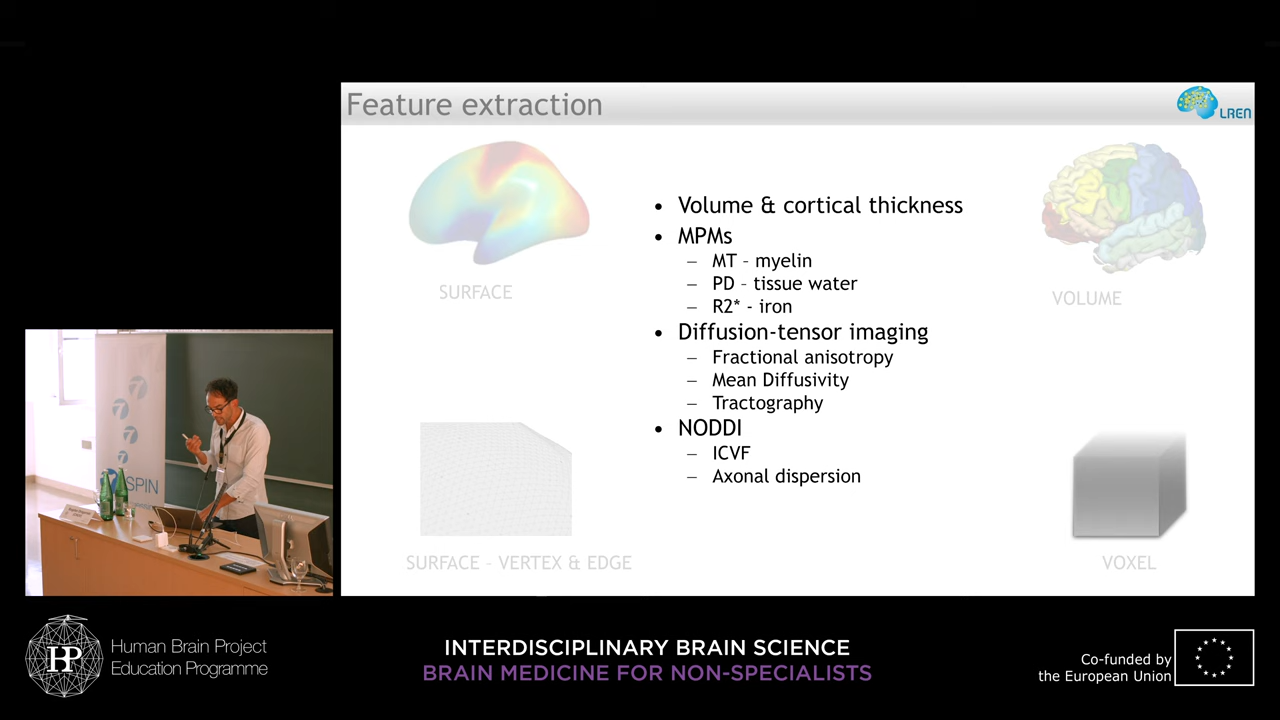 Feature extraction
LREN
SURFACE
VOLUME
• Volume & cortical thickness
• MPMs
– MT – myelin
– PD – tissue water
– R2* - iron
• Diffusion-tensor imaging
– Fractional anisotropy
– Mean Diffusivity
– Tractography
• NODDI
– ICVF
– Axonal dispersion
SURFACE – VERTEX & EDGE
VOXEL
SPIN
HBP
Human Brain Project
Education Programme
INTERDISCIPLINARY BRAIN SCIENCE
BRAIN MEDICINE FOR NON-SPECIALISTS
Co-funded by
the European Union